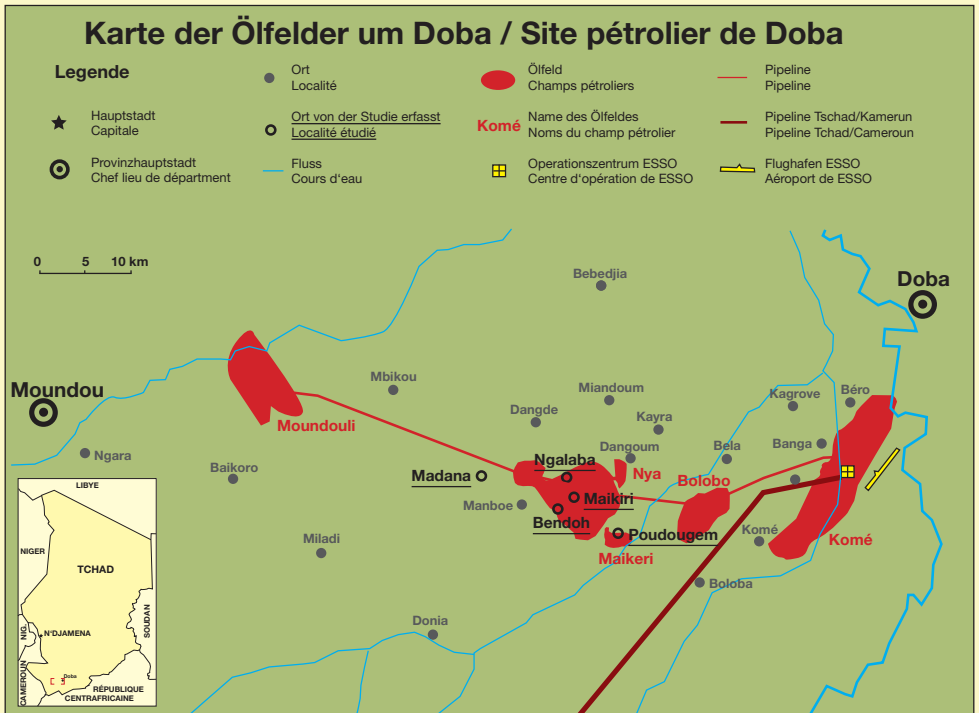 Karte der Ölfelder um Doba / Site pétrolier de Doba
Legende
Hauptstadt
Capitale
Provinzhauptstadt
Chef lieu de départment
Ort
Localité
Ort von der Studie erfasst
Localité étudié
Fluss
Cours d'eau
Ölfeld
Champs pétroliers
Komé
Name des Ölfeldes
Noms du champ pétrolier
Operationszentrum ESSO
Centre d'opération de ESSO
Pipeline
Pipeline
Pipeline Tschad/Kamerun
Pipeline Tchad/Cameroun
Flughafen ESSO
Aéroport de ESSO
0 5 10 km
Bebedjia
Doba
Moundou
Mbikou
Miandoum
Kagrove
Béro
Dangde
Kayra
Moundouli
Ngara
Baikoro
Dangoum
Bela
Banga
Madana
Ngalaba
Nya
Bolobo
Manboe
Maikiri
Bendoh
Poudougem
Komé
Komé
Miladi
Maikeri
Boloba
Donia
LIBYE
NIGER
TCHAD
SOUDAN
NIG.
N'DJAMENA
CAMEROUN
Doba
RÉPUBLIQUE
CENTRAFRICAINE